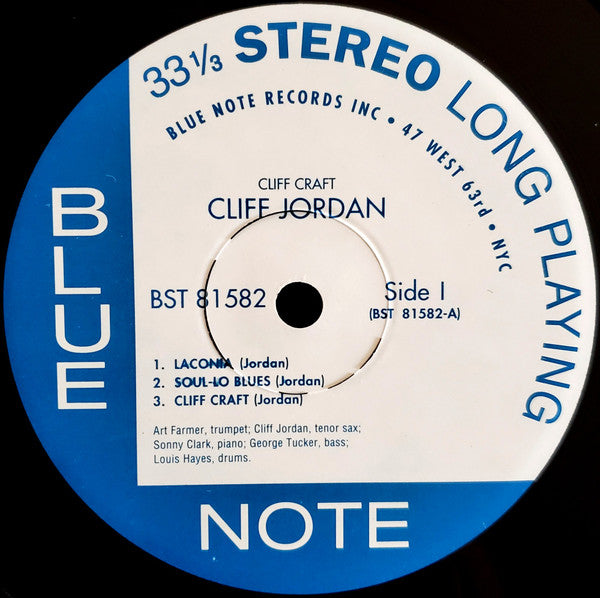 33⅓ STEREO LONG PLAYING
BLUE NOTE RECORDS INC • 47 WEST 63rd • NYC
CLIFF CRAFT
CLIFF JORDAN
BST 81582
Side I
(BST 81582-A)
1. LACONIA (Jordan)
2. SOUL-LO BLUES (Jordan)
3. CLIFF CRAFT (Jordan)
Art Farmer, trumpet; Cliff Jordan, tenor sax;
Sonny Clark, piano; George Tucker, bass;
Louis Hayes, drums.
BLUE
NOTE